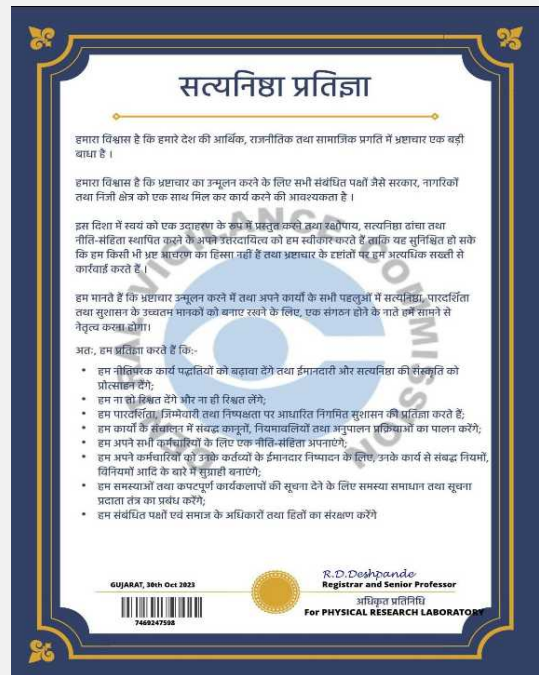 सत्यनिष्ठा प्रतिज्ञा
हमारा विश्वास है कि हमारे देश की आर्थिक, राजनीतिक तथा सामाजिक प्रगति में भ्रष्टाचार एक बड़ी
बाधा है ।
हमारा विश्वास है कि भ्रष्टाचार का उन्मूलन करने के लिए सभी संबंधित पक्षों जैसे सरकार, नागरिकों
तथा निजी क्षेत्र को एक साथ मिल कर कार्य करने की आवश्यकता है ।
इस दिशा में स्वयं को एक उदाहरण के रूप में प्रस्तुत करने तथा रक्षोपाय, सत्यनिष्ठा ढांचा तथा
नीति-संहिता स्थापित करने के अपने उत्तरदायित्व को हम स्वीकार करते हैं ताकि यह सुनिश्चित हो सके
कि हम किसी भी भ्रष्ट आचरण का हिस्सा नहीं हैं तथा भ्रष्टाचार के दृष्टांतों पर हम अत्यधिक सख्ती से
कार्रवाई करते हैं ।
हम मानते हैं कि भ्रष्टाचार उन्मूलन करने में तथा अपने कार्यों के सभी पहलुओं में सत्यनिष्ठा, पारदर्शिता
तथा सुशासन के उच्चतम मानकों को बनाए रखने के लिए, एक संगठन होने के नाते हमें सामने से
नेतृत्व करना होगा।
अतः, हम प्रतिज्ञा करते हैं कि:-
• हम नीतिपरक कार्य पद्धतियों को बढ़ावा देंगे तथा ईमानदारी और सत्यनिष्ठा की संस्कृति को
प्रोत्साहन देंगे;
• हम ना तो रिश्वत देंगे और ना ही रिश्वत लेंगे;
• हम पारदर्शिता, जिम्मेवारी तथा निष्पक्षता पर आधारित निगमित सुशासन की प्रतिज्ञा करते हैं;
• हम कार्यों के संचालन में संबद्ध कानूनों, नियमावलियों तथा अनुपालन प्रक्रियाओं का पालन करेंगे;
• हम अपने सभी कर्मचारियों के लिए एक नीति-संहिता अपनाएंगे;
• हम अपने कर्मचारियों को उनके कर्तव्यों के ईमानदार निष्पादन के लिए, उनके कार्य से संबद्ध नियमों,
विनियमों आदि के बारे में सुग्राही बनाएंगे;
• हम समस्याओं तथा कपटपूर्ण कार्यकलापों की सूचना देने के लिए समस्या समाधान तथा सूचना
प्रदाता तंत्र का प्रबंध करेंगे;
• हम संबंधित पक्षों एवं समाज के अधिकारों तथा हितों का संरक्षण करेंगे
CENTRAL VIGILANCE COMMISSION
GUJARAT, 30th Oct 2023
7469247598
R.D.Deshpande
Registrar and Senior Professor
अधिकृत प्रतिनिधि
For PHYSICAL RESEARCH LABORATORY